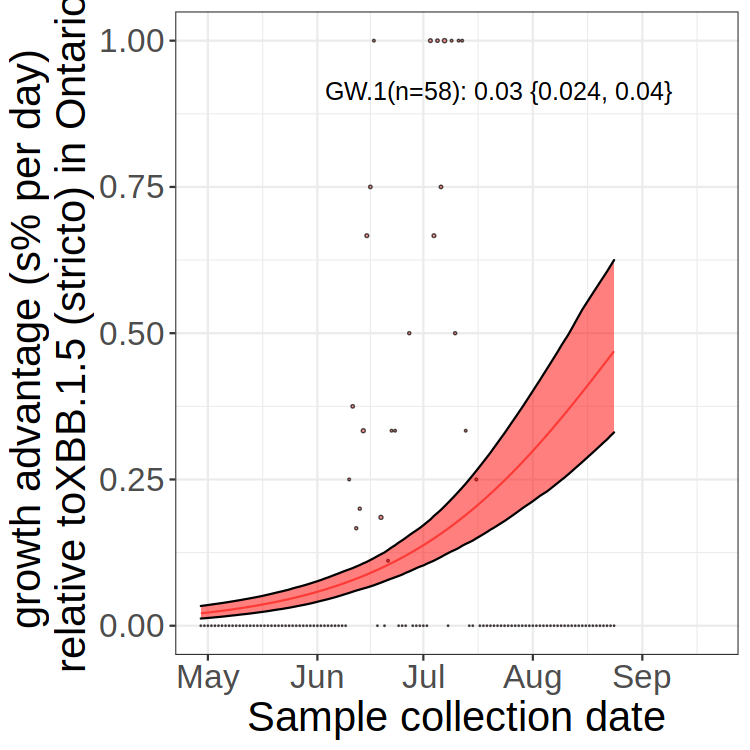 growth advantage (s% per day)
relative toXBB.1.5 (stricto) in Ontario
1.00
0.75
0.50
0.25
0.00
GW.1(n=58): 0.03 {0.024, 0.04}
May Jun Jul Aug Sep
Sample collection date